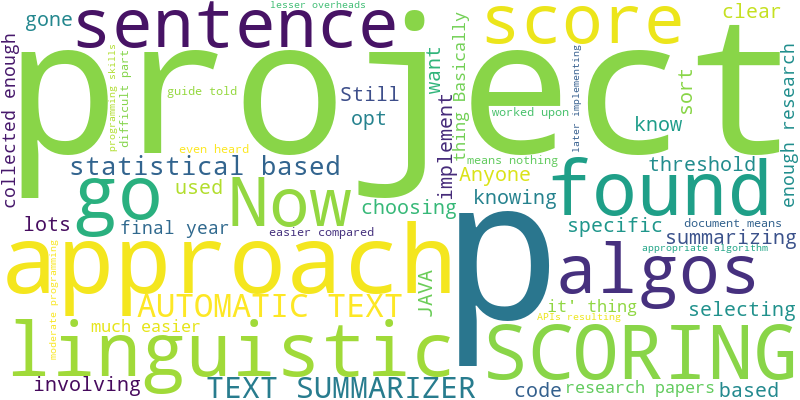 lesser overheads
gone
sentence
score
clear
project
collected enough
programming skills
difficult part
guide told
Still
opt
want
thing Basically
worked upon
later implementing
sort
know
enough research
even heard
statistical based
implement
means nothing
Anyone
threshold
found
go
used
Now
choosing
knowing
specific
document means
lots
final year
easier compared
p
summarizing
approach
algos
appropriate algorithm
moderate programming
AUTOMATIC TEXT
JAVA
it' thing
selecting
much easier
APIs resulting
linguistic
SCORING
involving
TEXT SUMMARIZER
code
research papers
based